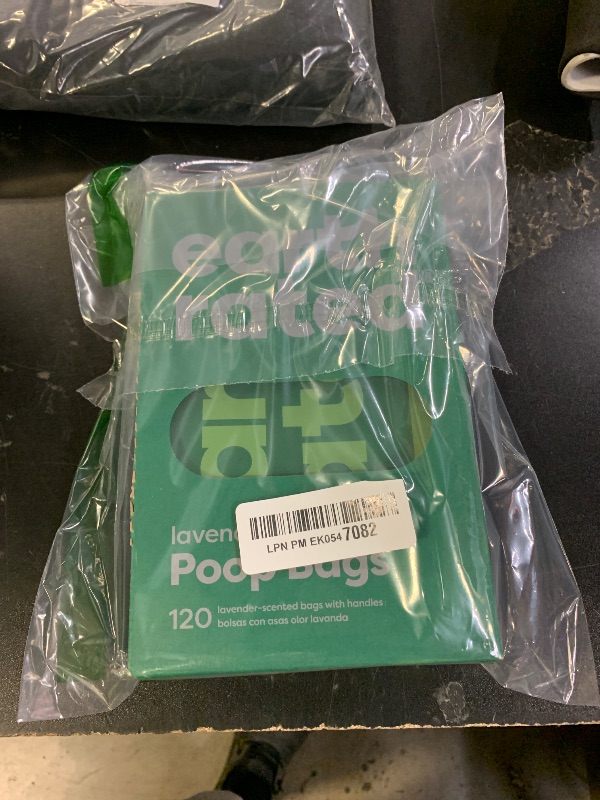 earth
rated
LPN PM EK0547082
Poop Bags
120
lavender-scented bags with handles
bolsas con asas olor lavanda